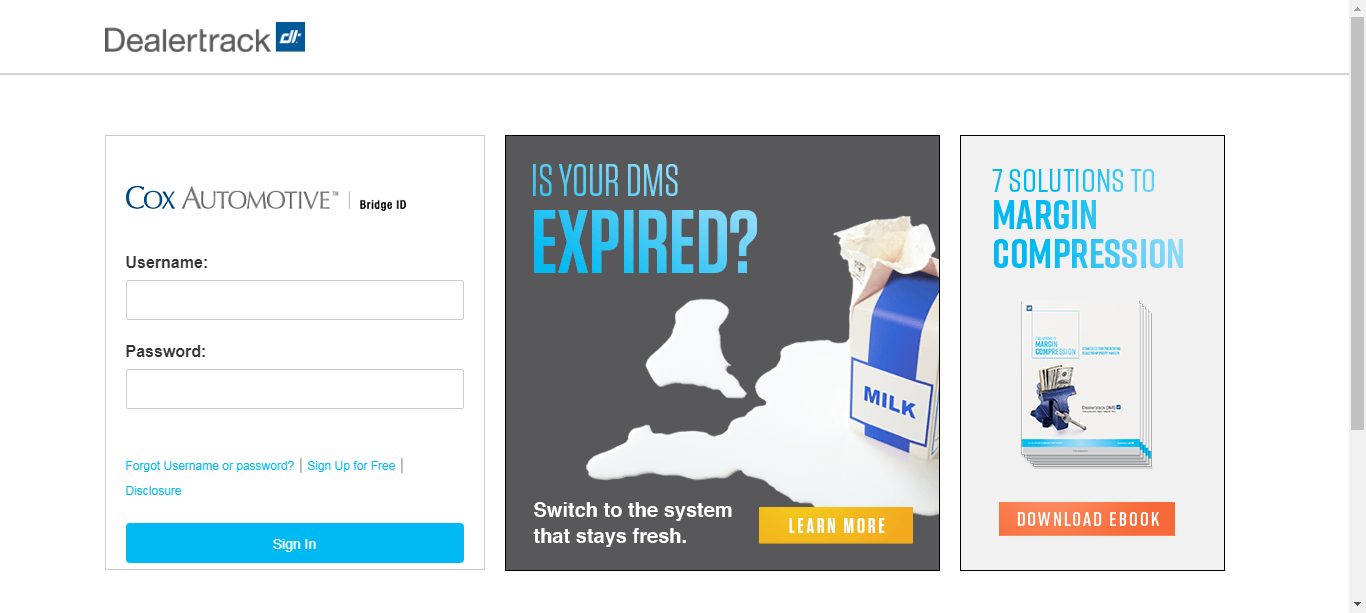 Dealertrack dlr
COX AUTOMOTIVE™ | Bridge ID
Username:
Password:
Forgot Username or password? | Sign Up for Free |
Disclosure
Sign In
IS YOUR DMS
EXPIRED?
MILK
Switch to the system
that stays fresh.
LEARN MORE
7 SOLUTIONS TO
MARGIN
COMPRESSION
MARGIN
COMPRESSION
Dealertrack DMS
DOWNLOAD EBOOK